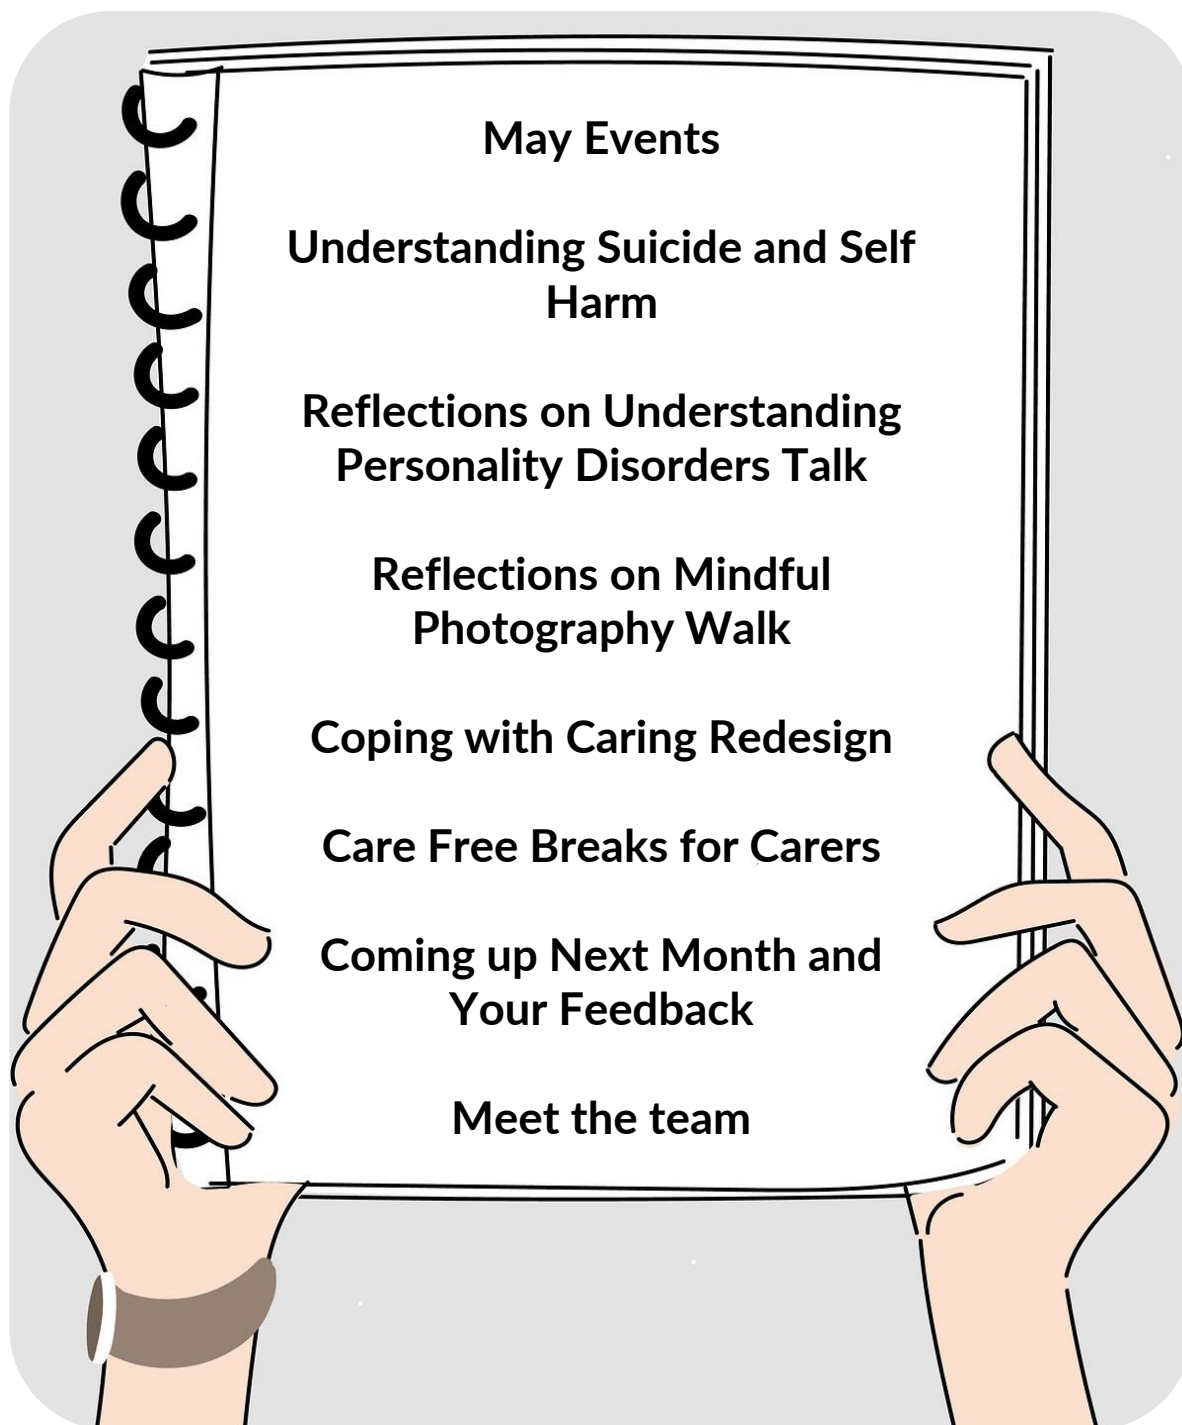 May Events
Understanding Suicide and Self
Harm
Reflections on Understanding
Personality Disorders Talk
Reflections on Mindful
Photography Walk
Coping with Caring Redesign
Care Free Breaks for Carers
Coming up Next Month and
Your Feedback
Meet the team